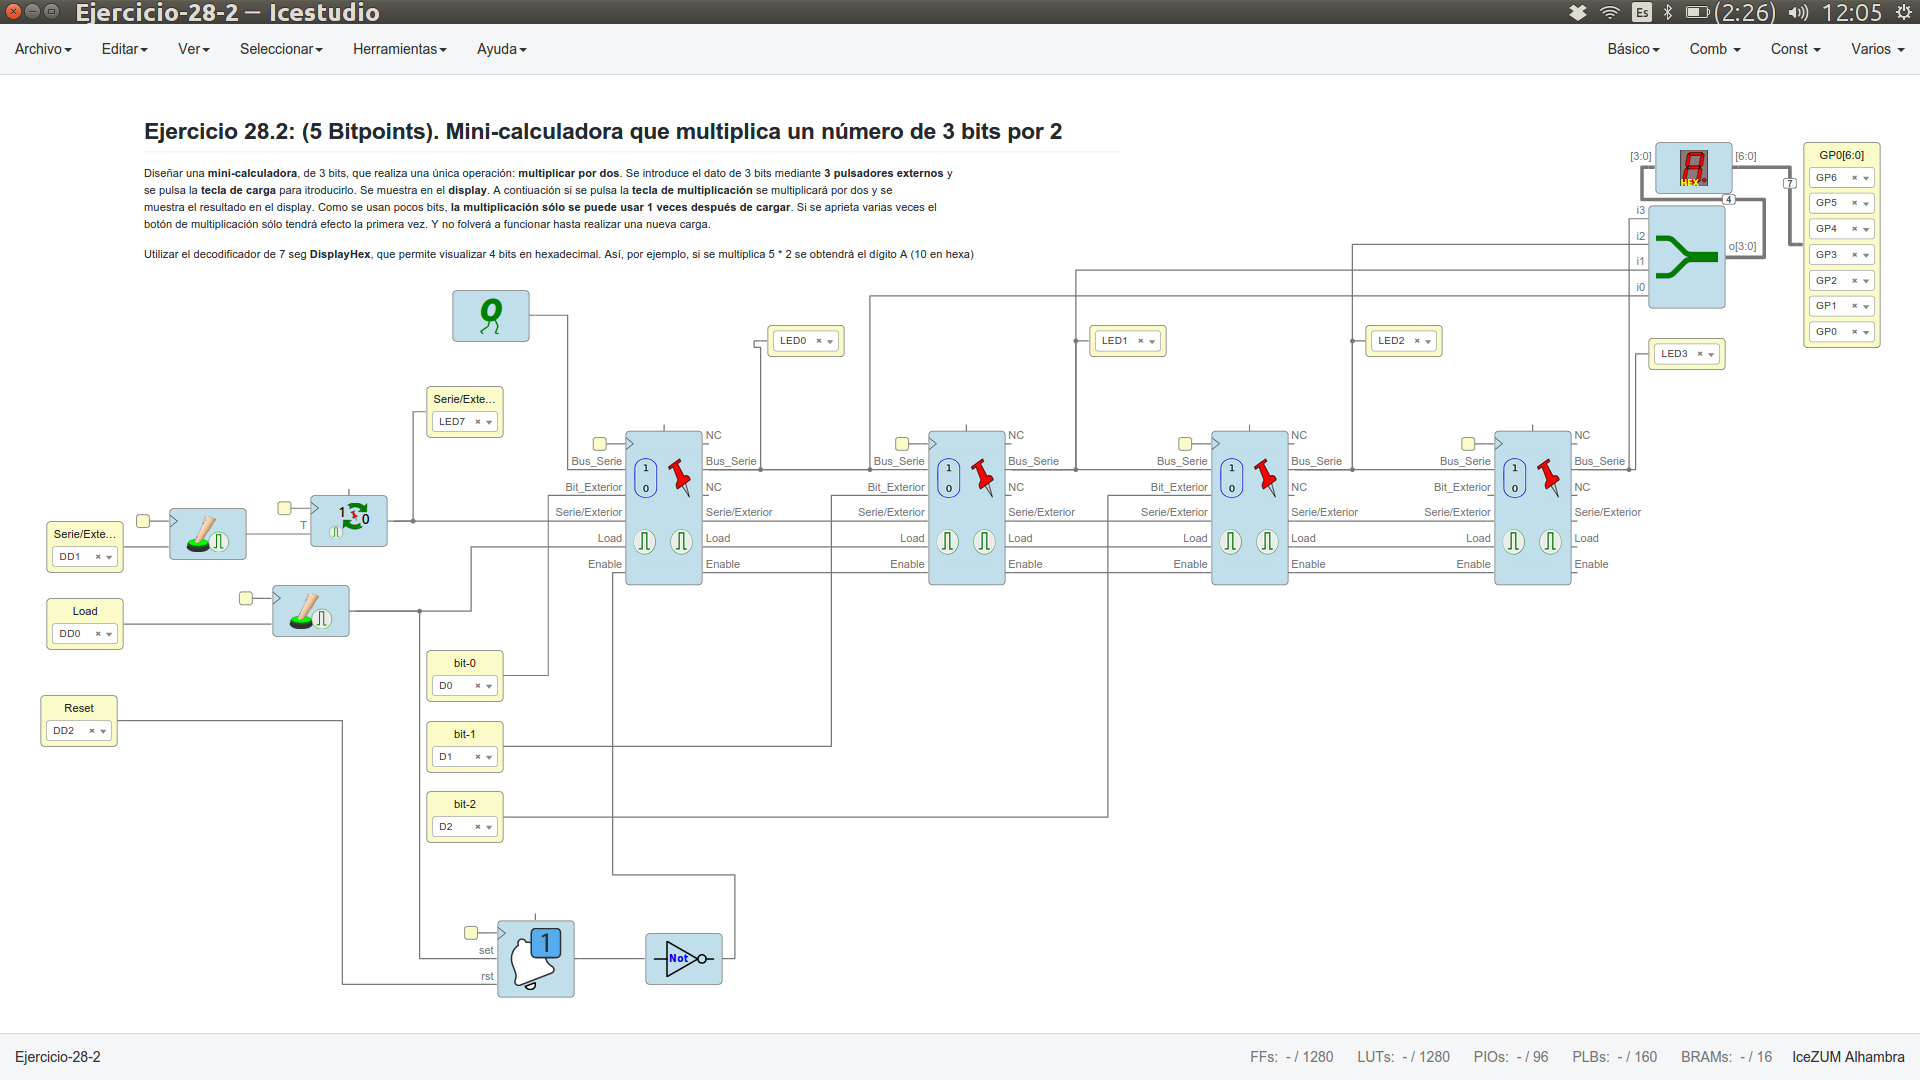 Ejercicio-28-2 — Icestudio
Es
(2:26)
12:05
Archivo Editar Ver Seleccionar Herramientas Ayuda
Básico Comb Const Varios
Ejercicio 28.2: (5 Bitpoints). Mini-calculadora que multiplica un número de 3 bits por 2
Diseñar una mini-calculadora, de 3 bits, que realiza una única operación: multiplicar por dos. Se introduce el dato de 3 bits mediante 3 pulsadores externos y
se pulsa la tecla de carga para itroducirlo. Se muestra en el display. A contiuación si se pulsa la tecla de multiplicación se multiplicará por dos y se
muestra el resultado en el display. Como se usan pocos bits, la multiplicación sólo se puede usar 1 veces después de cargar. Si se aprieta varias veces el
botón de multiplicación sólo tendrá efecto la primera vez. Y no folverá a funcionar hasta realizar una nueva carga.
Utilizar el decodificador de 7 seg DisplayHex, que permite visualizar 4 bits en hexadecimal. Así, por ejemplo, si se multiplica 5 * 2 se obtendrá el dígito A (10 en hexa)
[3:0]
HEX
[6:0]
7
4
i3
i2
i1
i0
o[3:0]
GP0[6:0]
GP6
GP5
GP4
GP3
GP2
GP1
GP0
0
LED0
LED1
LED2
LED3
Serie/Exte...
LED7
Serie/Exte...
DD1
T
1 0
Load
DD0
Reset
DD2
bit-0
D0
bit-1
D1
bit-2
D2
Bus_Serie
Bit_Exterior
Serie/Exterior
Load
Enable
1
0
NC
Bus_Serie
NC
Serie/Exterior
Load
Enable
Bus_Serie
Bit_Exterior
Serie/Exterior
Load
Enable
1
0
NC
Bus_Serie
NC
Serie/Exterior
Load
Enable
Bus_Serie
Bit_Exterior
Serie/Exterior
Load
Enable
1
0
NC
Bus_Serie
NC
Serie/Exterior
Load
Enable
Bus_Serie
Bit_Exterior
Serie/Exterior
Load
Enable
1
0
NC
Bus_Serie
NC
Serie/Exterior
Load
Enable
set
rst
1
Not
Ejercicio-28-2
FFs: - / 1280 LUTs: - / 1280 PIOs: - / 96 PLBs: - / 160 BRAMs: - / 16 IceZUM Alhambra